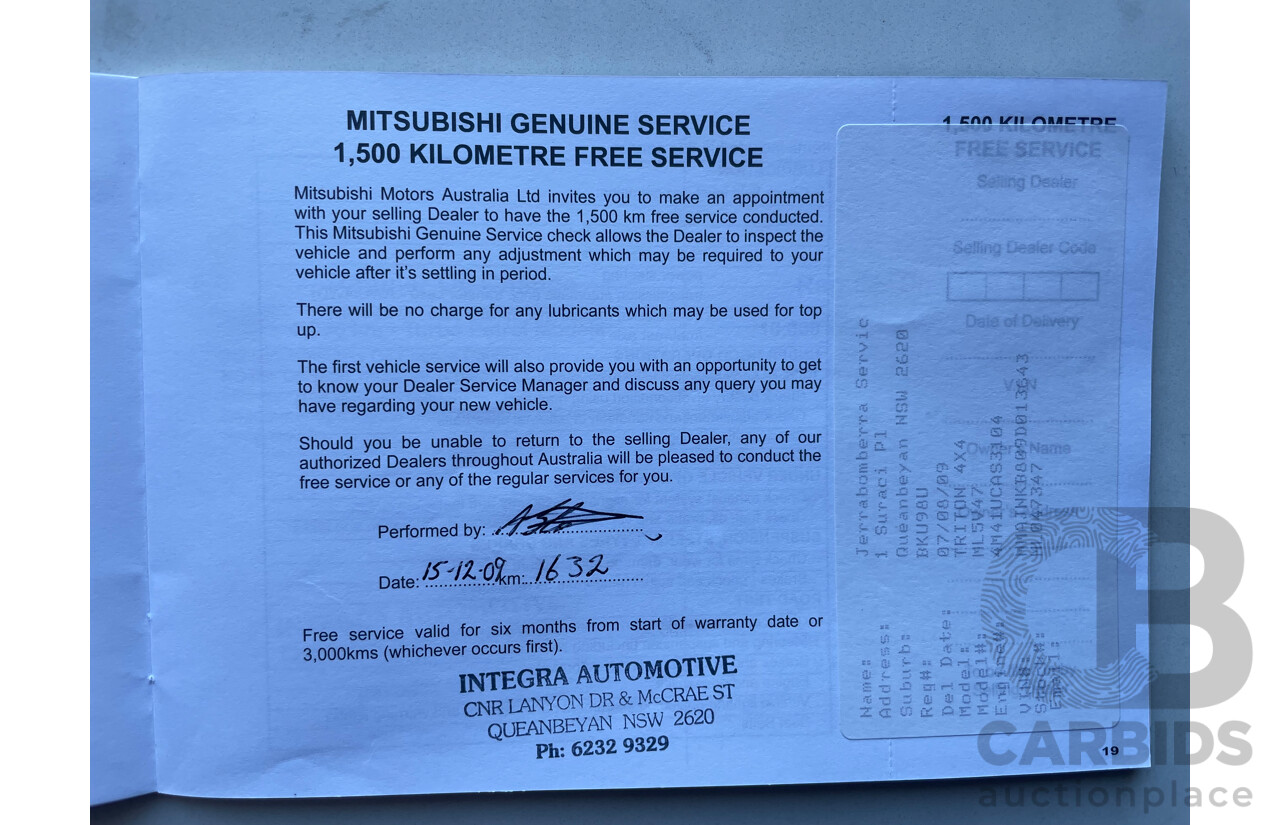 MITSUBISHI GENUINE SERVICE
1,500 KILOMETRE FREE SERVICE
Mitsubishi Motors Australia Ltd invites you to make an appointment
with your selling Dealer to have the 1,500 km free service conducted.
This Mitsubishi Genuine Service check allows the Dealer to inspect the
vehicle and perform any adjustment which may be required to your
vehicle after it's settling in period.
There will be no charge for any lubricants which may be used for top
up.
The first vehicle service will also provide you with an opportunity to get
to know your Dealer Service Manager and discuss any query you may
have regarding your new vehicle.
Should you be unable to return to the selling Dealer, any of our
authorized Dealers throughout Australia will be pleased to conduct the
free service or any of the regular services for you.
Performed by:
Date: 15-12-09 km: 1632
Free service valid for six months from start of warranty date or
3,000kms (whichever occurs first).
INTEGRA AUTOMOTIVE
CNR LANYON DR & McCRAE ST
QUEANBEYAN NSW 2620
Ph: 6232 9329
1,500 KILOMETRE
FREE SERVICE
Selling Dealer
Selling Dealer Code
Date of Delivery
Name: Jerrabomberra Servic
Address: 1 Suraci Pl
Suburb: Queanbeyan NSW 2620
Reg#: BKU98U
Del Date: 07/08/09
Model: TRITON 4X4
Model#: ML5V47
Engine#: 4M41UCAS3104
19
CARBIDS
auctionplace